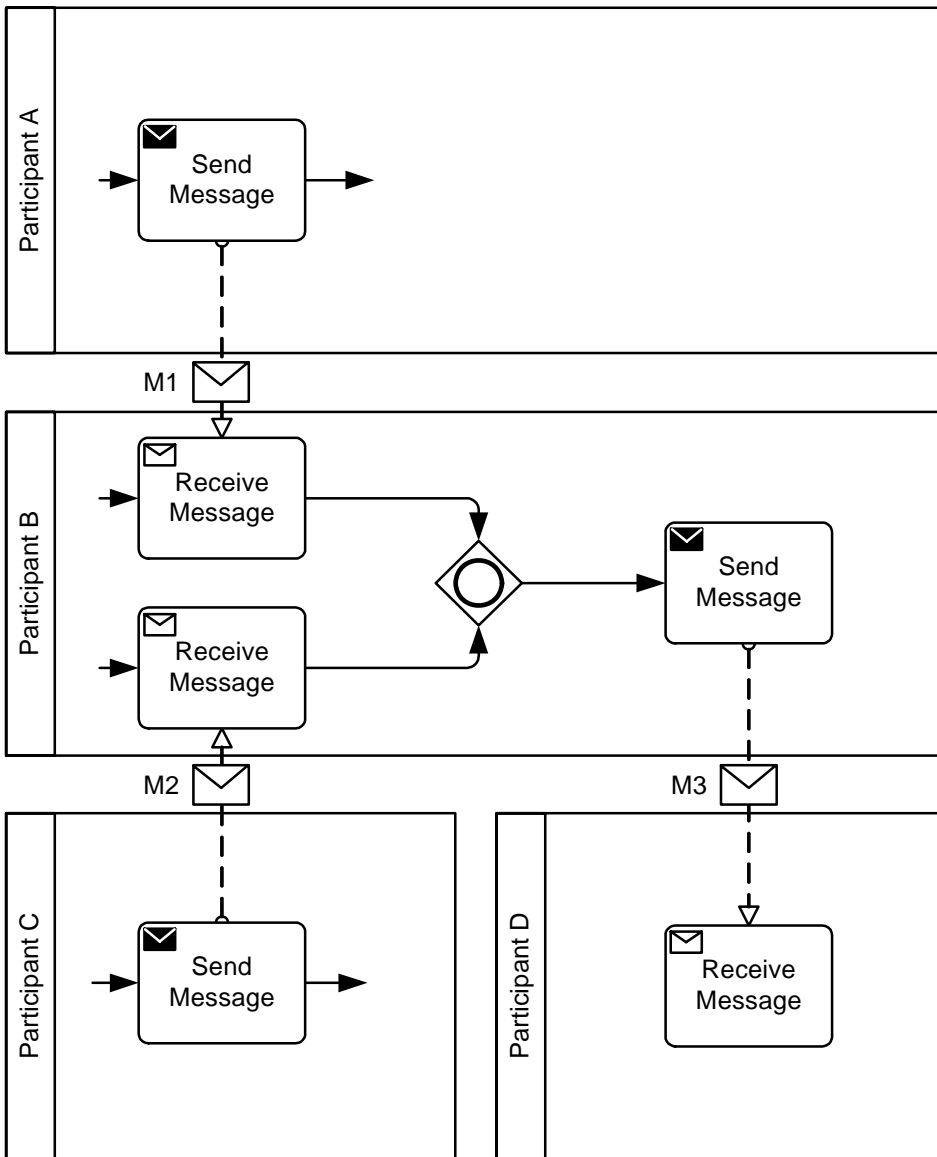 Participant A
Send
Message
M1
Participant B
Receive
Message
Receive
Message
Send
Message
M2
M3
Participant C
Send
Message
Participant D
Receive
Message